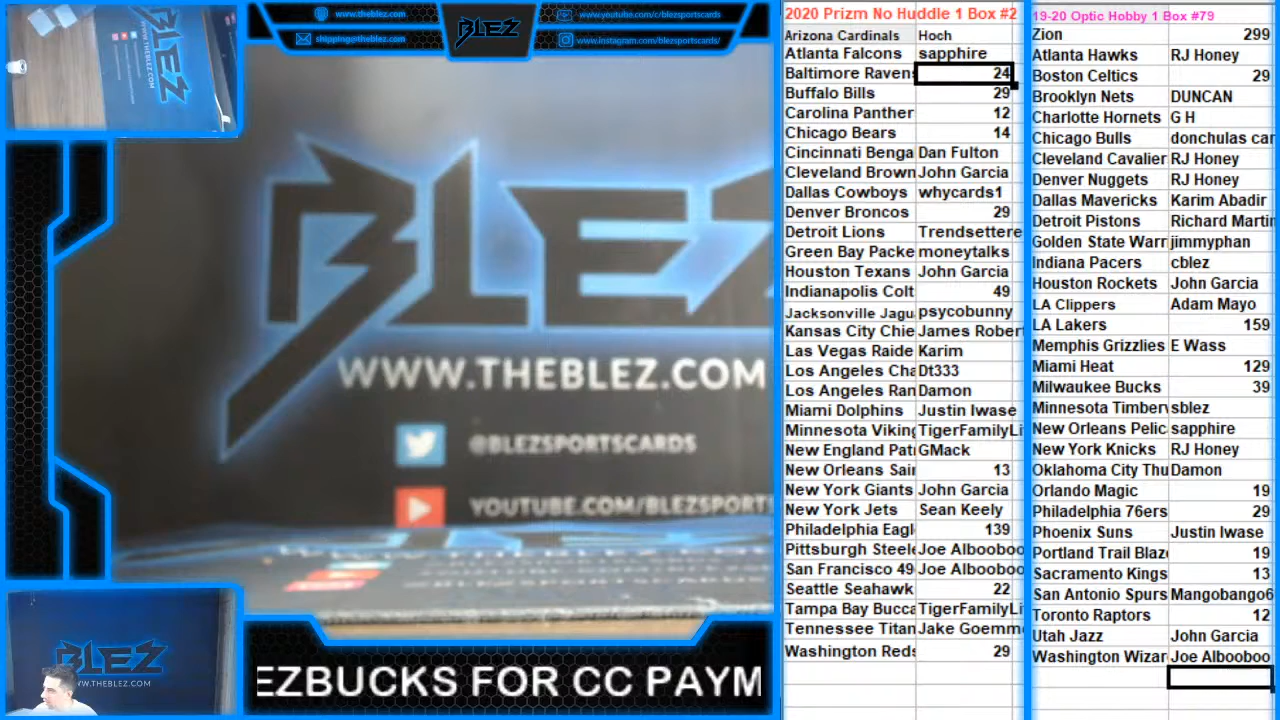 www.theblez.com
shipping@theblez.com
BLEZ
www.youtube.com/c/blezsportscards
www.instagram.com/blezsportscards/
BLEZ
WWW.THEBLEZ.COM
@BLEZSPORTSCARDS
YOUTUBE.COM/BLEZSPORTS
BLEZ
WWW.THEBLEZ.COM
EZBUCKS FOR CC PAYM
2020 Prizm No Huddle 1 Box #2
Arizona Cardinals Hoch
Atlanta Falcons sapphire
Baltimore Ravens 24
Buffalo Bills 29
Carolina Panther 12
Chicago Bears 14
Cincinnati Benga Dan Fulton
Cleveland Brown John Garcia
Dallas Cowboys whycards1
Denver Broncos 29
Detroit Lions Trendsettere
Green Bay Packe moneytalks
Houston Texans John Garcia
Indianapolis Colt 49
Jacksonville Jagu psycobunny
Kansas City Chie James Robert
Las Vegas Raide Karim
Los Angeles Cha Dt333
Los Angeles Ran Damon
Miami Dolphins Justin Iwase
Minnesota Viking TigerFamilyLi
New England Pati GMack
New Orleans Sain 13
New York Giants John Garcia
New York Jets Sean Keely
Philadelphia Eagl 139
Pittsburgh Steele Joe Albooboo
San Francisco 49 Joe Albooboo
Seattle Seahawk 22
Tampa Bay Bucca TigerFamilyLi
Tennessee Titan Jake Goemm
Washington Reds 29
19-20 Optic Hobby 1 Box #79
Zion 299
Atlanta Hawks RJ Honey
Boston Celtics 29
Brooklyn Nets DUNCAN
Charlotte Hornets G H
Chicago Bulls donchulas car
Cleveland Cavalier RJ Honey
Denver Nuggets RJ Honey
Dallas Mavericks Karim Abadir
Detroit Pistons Richard Martin
Golden State Warr jimmyphan
Indiana Pacers cblez
Houston Rockets John Garcia
LA Clippers Adam Mayo
LA Lakers 159
Memphis Grizzlies E Wass
Miami Heat 129
Milwaukee Bucks 39
Minnesota Timberv sblez
New Orleans Pelic sapphire
New York Knicks RJ Honey
Oklahoma City Thu Damon
Orlando Magic 19
Philadelphia 76ers 29
Phoenix Suns Justin Iwase
Portland Trail Blaz 19
Sacramento Kings 13
San Antonio Spurs Mangobango6
Toronto Raptors 12
Utah Jazz John Garcia
Washington Wizar Joe Albooboo